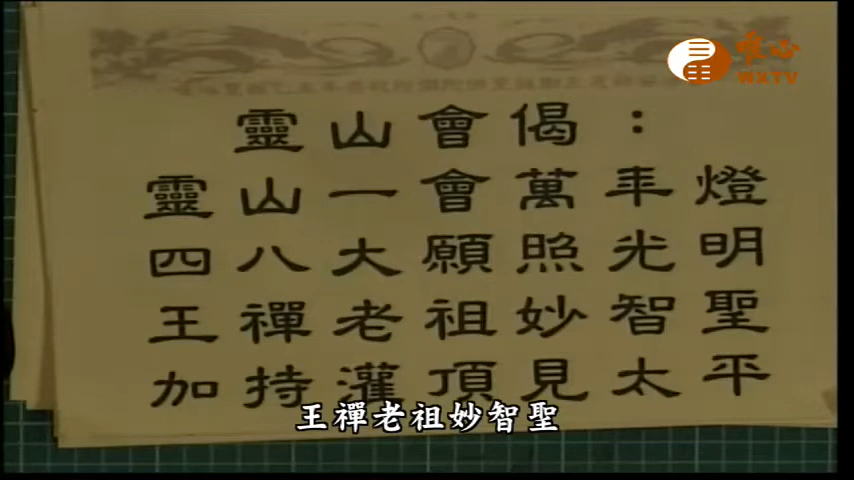 唯心
WXTV
靈山會偈：
靈山一會萬年燈
四八大願照光明
王禪老祖妙智聖
加持灌頂見太平
王禪老祖妙智聖